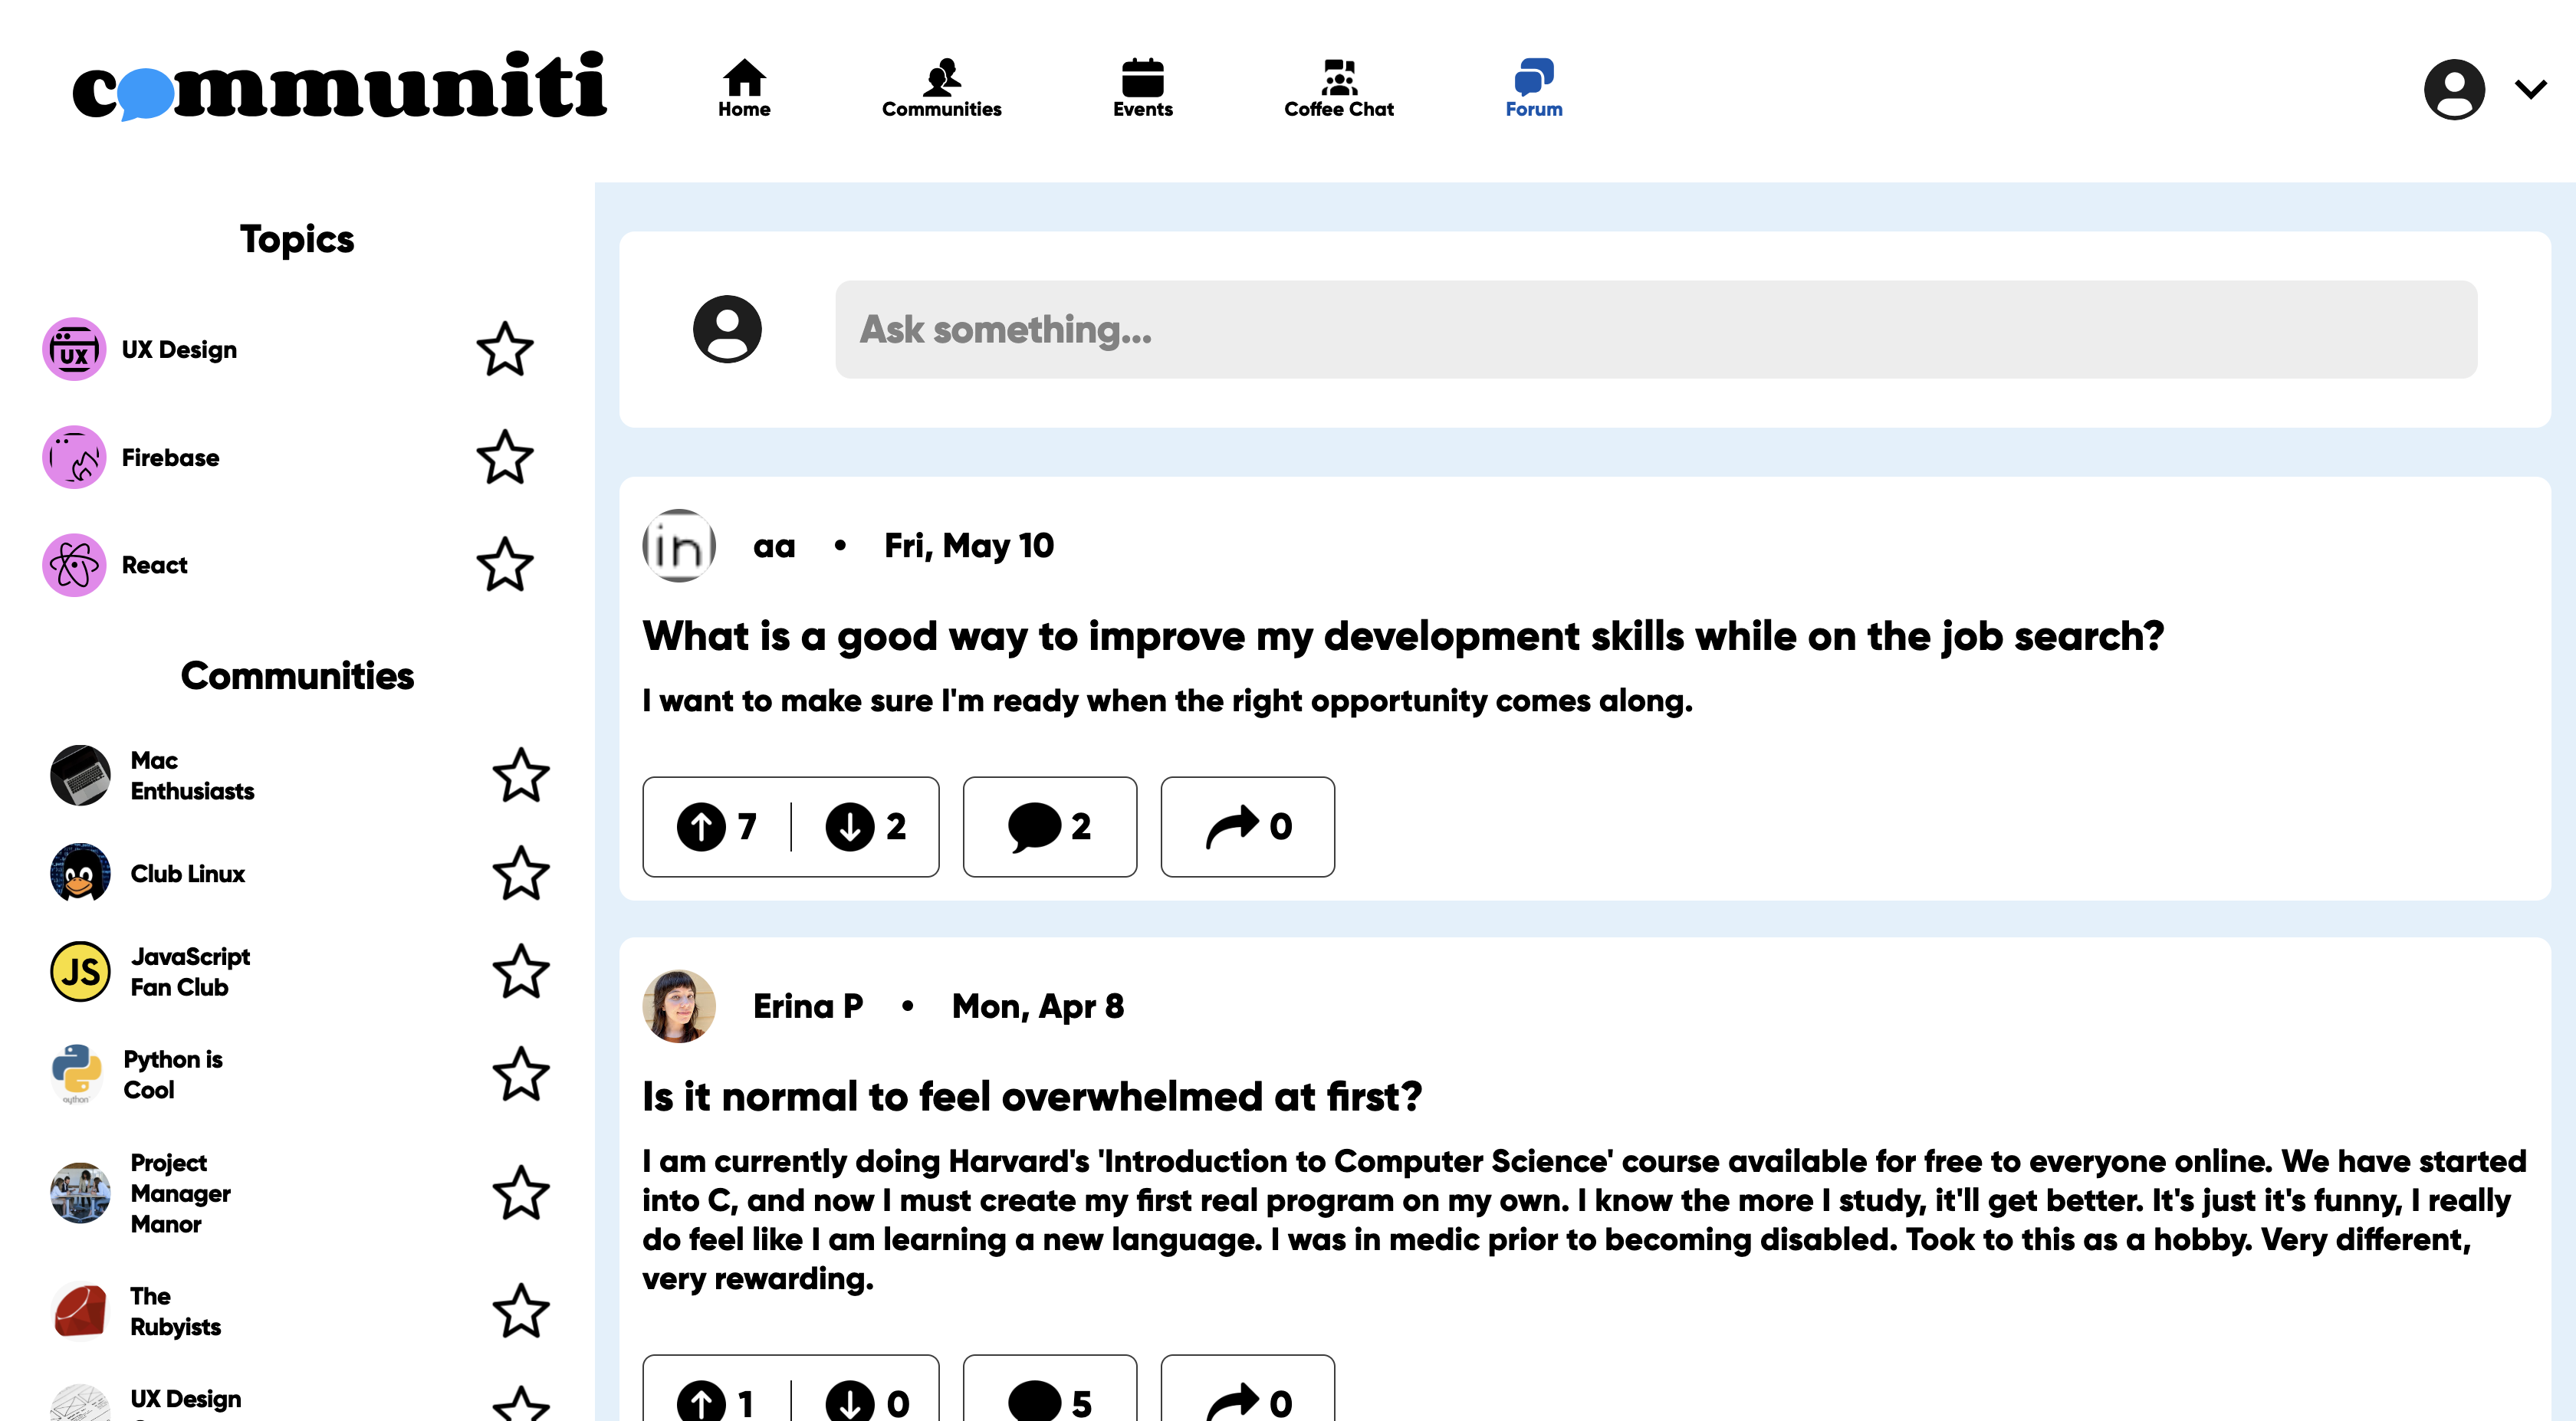 communiti
Home
Communities
Events
Coffee Chat
Forum
Topics
UX
UX Design
Firebase
React
Communities
Mac
Enthusiasts
Club Linux
JS
JavaScript
Fan Club
Python is
Cool
Project
Manager
Manor
The
Rubyists
UX Design
Ask something...
in
aa • Fri, May 10
What is a good way to improve my development skills while on the job search?
I want to make sure I'm ready when the right opportunity comes along.
7 2 2 0
Erina P • Mon, Apr 8
Is it normal to feel overwhelmed at first?
I am currently doing Harvard's 'Introduction to Computer Science' course available for free to everyone online. We have started
into C, and now I must create my first real program on my own. I know the more I study, it'll get better. It's just it's funny, I really
do feel like I am learning a new language. I was in medic prior to becoming disabled. Took to this as a hobby. Very different,
very rewarding.
1 0 5 0